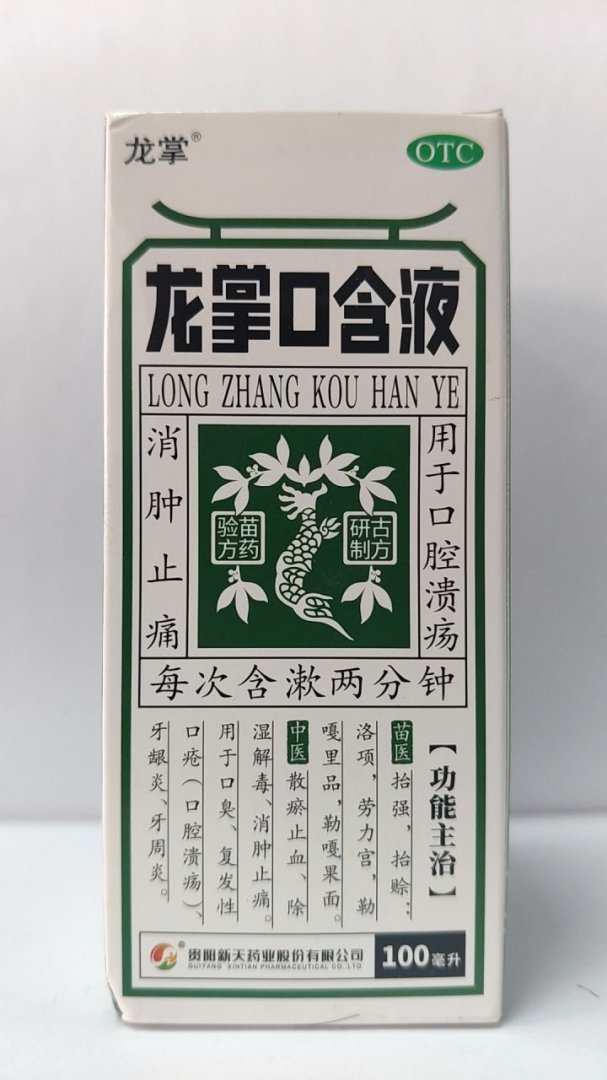 龙掌®
OTC
龙掌口含液
LONG ZHANG KOU HAN YE
消肿止痛
苗药
验方
古方
研制
用于口腔溃疡
每次含漱两分钟
【功能主治】
苗医 抬强，抬赊：
洛项，劳力宫，勒
嘎里品，勒嘎果面。
中医 散瘀止血、除
湿解毒、消肿止痛。
用于口臭、复发性
口疮（口腔溃疡）、
牙龈炎、牙周炎。
贵阳新天药业股份有限公司
GUIYANG XINTIAN PHARMACEUTICAL CO.,LTD.
100毫升